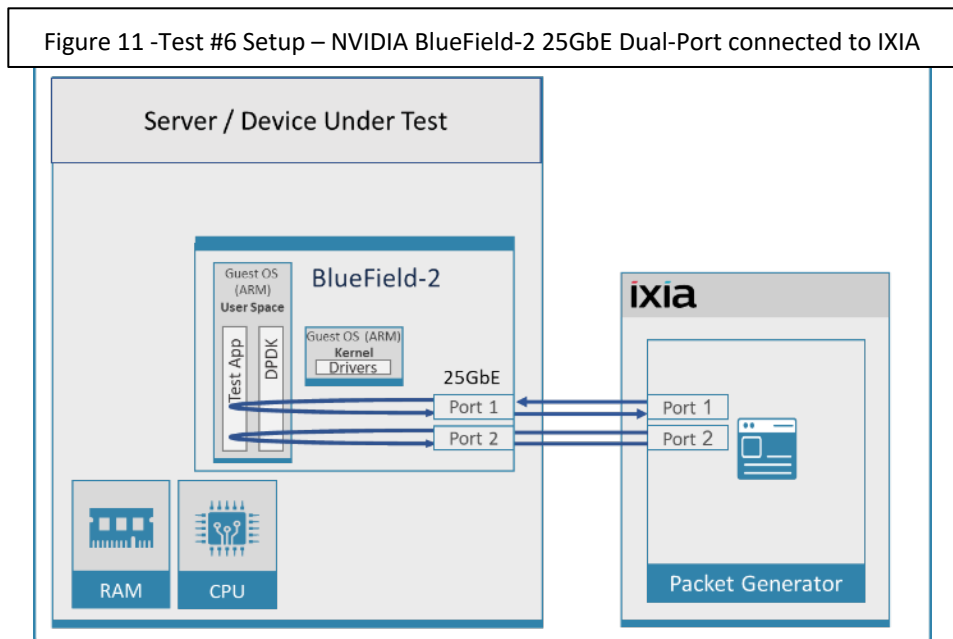 Figure 11 -Test #6 Setup – NVIDIA BlueField-2 25GbE Dual-Port connected to IXIA
Server / Device Under Test
Guest OS
(ARM)
User Space
Test App
DPDK
BlueField-2
Guest OS (ARM)
Kernel
Drivers
25GbE
Port 1
Port 2
ixia
Port 1
Port 2
Packet Generator
RAM
CPU